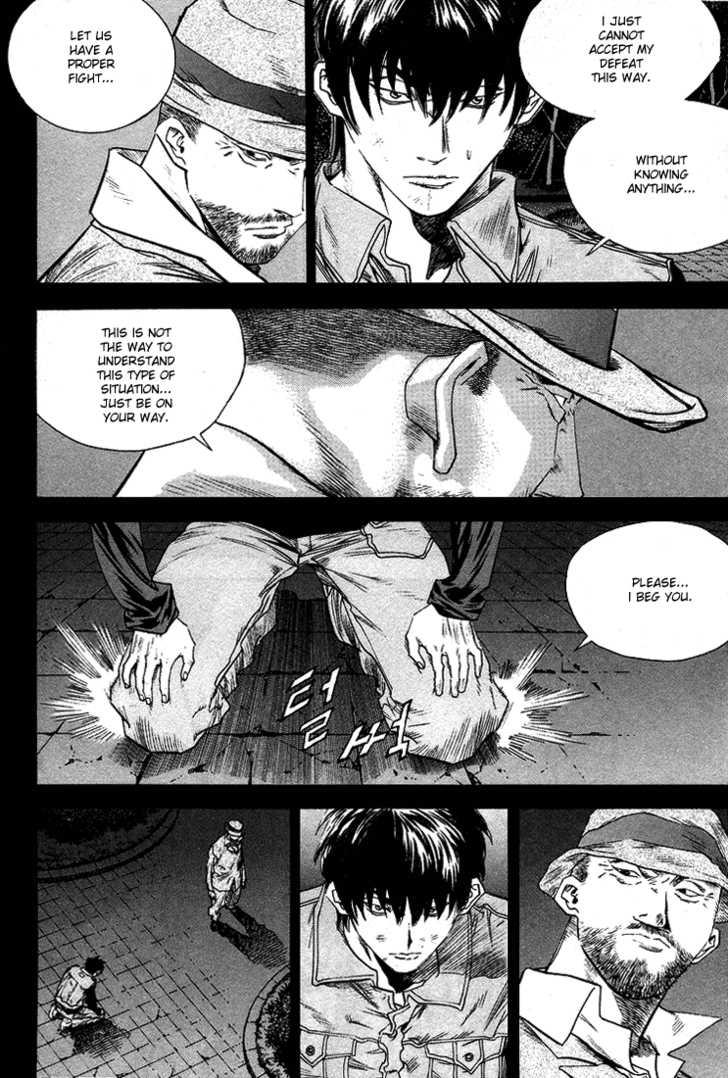 LET US
HAVE A
PROPER
FIGHT...
I JUST
CANNOT
ACCEPT MY
DEFEAT
THIS WAY.
WITHOUT
KNOWING
ANYTHING...
THIS IS NOT
THE WAY TO
UNDERSTAND
THIS TYPE OF
SITUATION...
JUST BE ON
YOUR WAY.
PLEASE...
I BEG YOU.
털썩